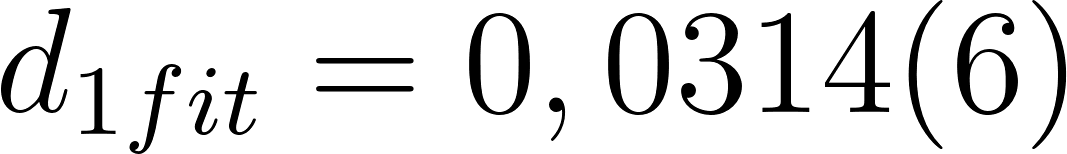 d_{1fit} = 0,0314(6)